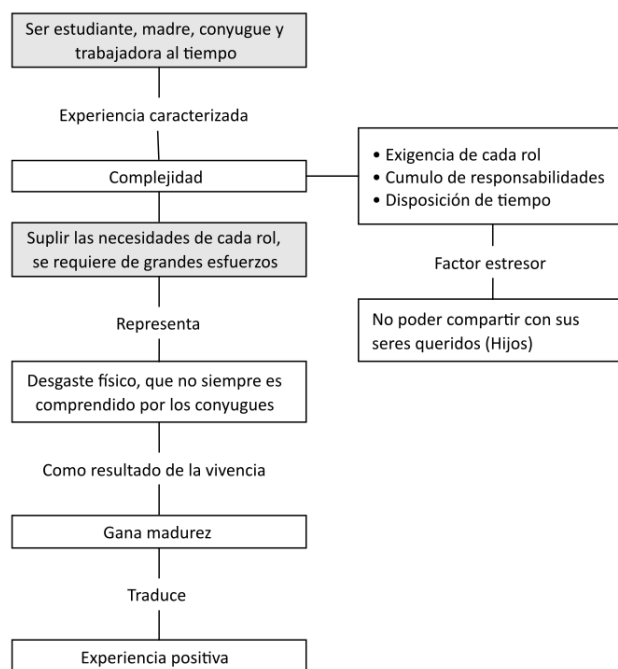 Ser estudiante, madre, conyugue y
trabajadora al tiempo
Experiencia caracterizada
Complejidad
• Exigencia de cada rol
• Cumulo de responsabilidades
• Disposición de tiempo
Factor estresor
No poder compartir con sus
seres queridos (Hijos)
Suplir las necesidades de cada rol,
se requiere de grandes esfuerzos
Representa
Desgaste físico, que no siempre es
comprendido por los conyugues
Como resultado de la vivencia
Gana madurez
Traduce
Experiencia positiva